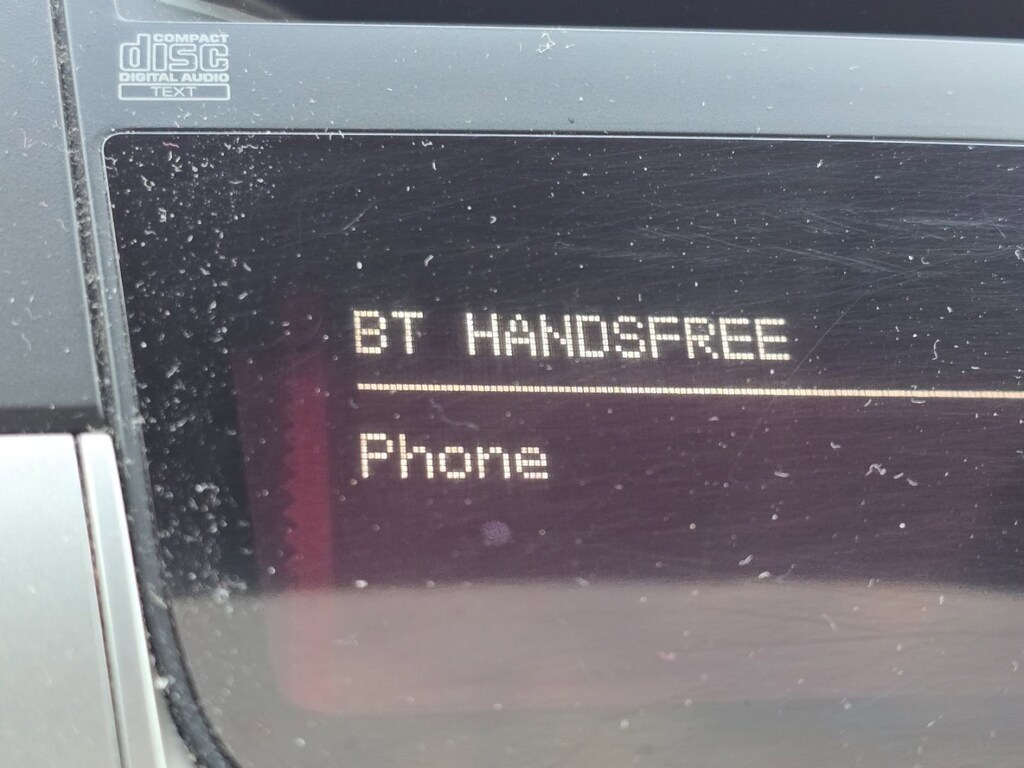 COMPACT
disc
DIGITAL AUDIO
TEXT
BT HANDSFREE
Phone